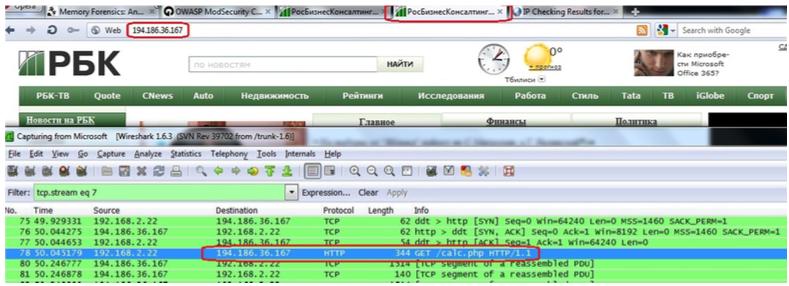 Opera Memory Forensics: An... OWASP ModSecurity C... РосБизнесКонсалтинг... РосБизнесКонсалтинг... IP Checking Results for...
Web 194.186.36.167 Search with Google
РБК ПО НОВОСТЯМ НАЙТИ 0° + прогноз Тбилиси Как приобре-
сти Microsoft
Office 365?
РБК-ТВ Quote CNews Auto Недвижимость Рейтинги Исследования Работа Стиль Tata ТВ iGlobe Спорт
Новости на РБК Главное Финансы Политика
Capturing from Microsoft [Wireshark 1.6.3 (SVN Rev 39702 from /trunk-1.6)]
File Edit View Go Capture Analyze Statistics Telephony Tools Internals Help
Filter: tcp.stream eq 7 Expression... Clear Apply
No. Time Source Destination Protocol Length Info
75 49.929331 192.168.2.22 194.186.36.167 TCP 62 ddt > http [SYN] Seq=0 Win=64240 Len=0 MSS=1460 SACK_PERM=1
76 50.044275 194.186.36.167 192.168.2.22 TCP 62 http > ddt [SYN, ACK] Seq=0 Ack=1 Win=8192 Len=0 MSS=1460 SACK_PERM=1
77 50.044653 192.168.2.22 194.186.36.167 TCP 54 ddt > http [ACK] Seq=1 Ack=1 Win=64240 Len=0
78 50.045179 192.168.2.22 194.186.36.167 HTTP 344 GET /calc.php HTTP/1.1
80 50.246777 194.186.36.167 192.168.2.22 TCP 1514 [TCP segment of a reassembled PDU]
81 50.246878 194.186.36.167 192.168.2.22 TCP 140 [TCP segment of a reassembled PDU]